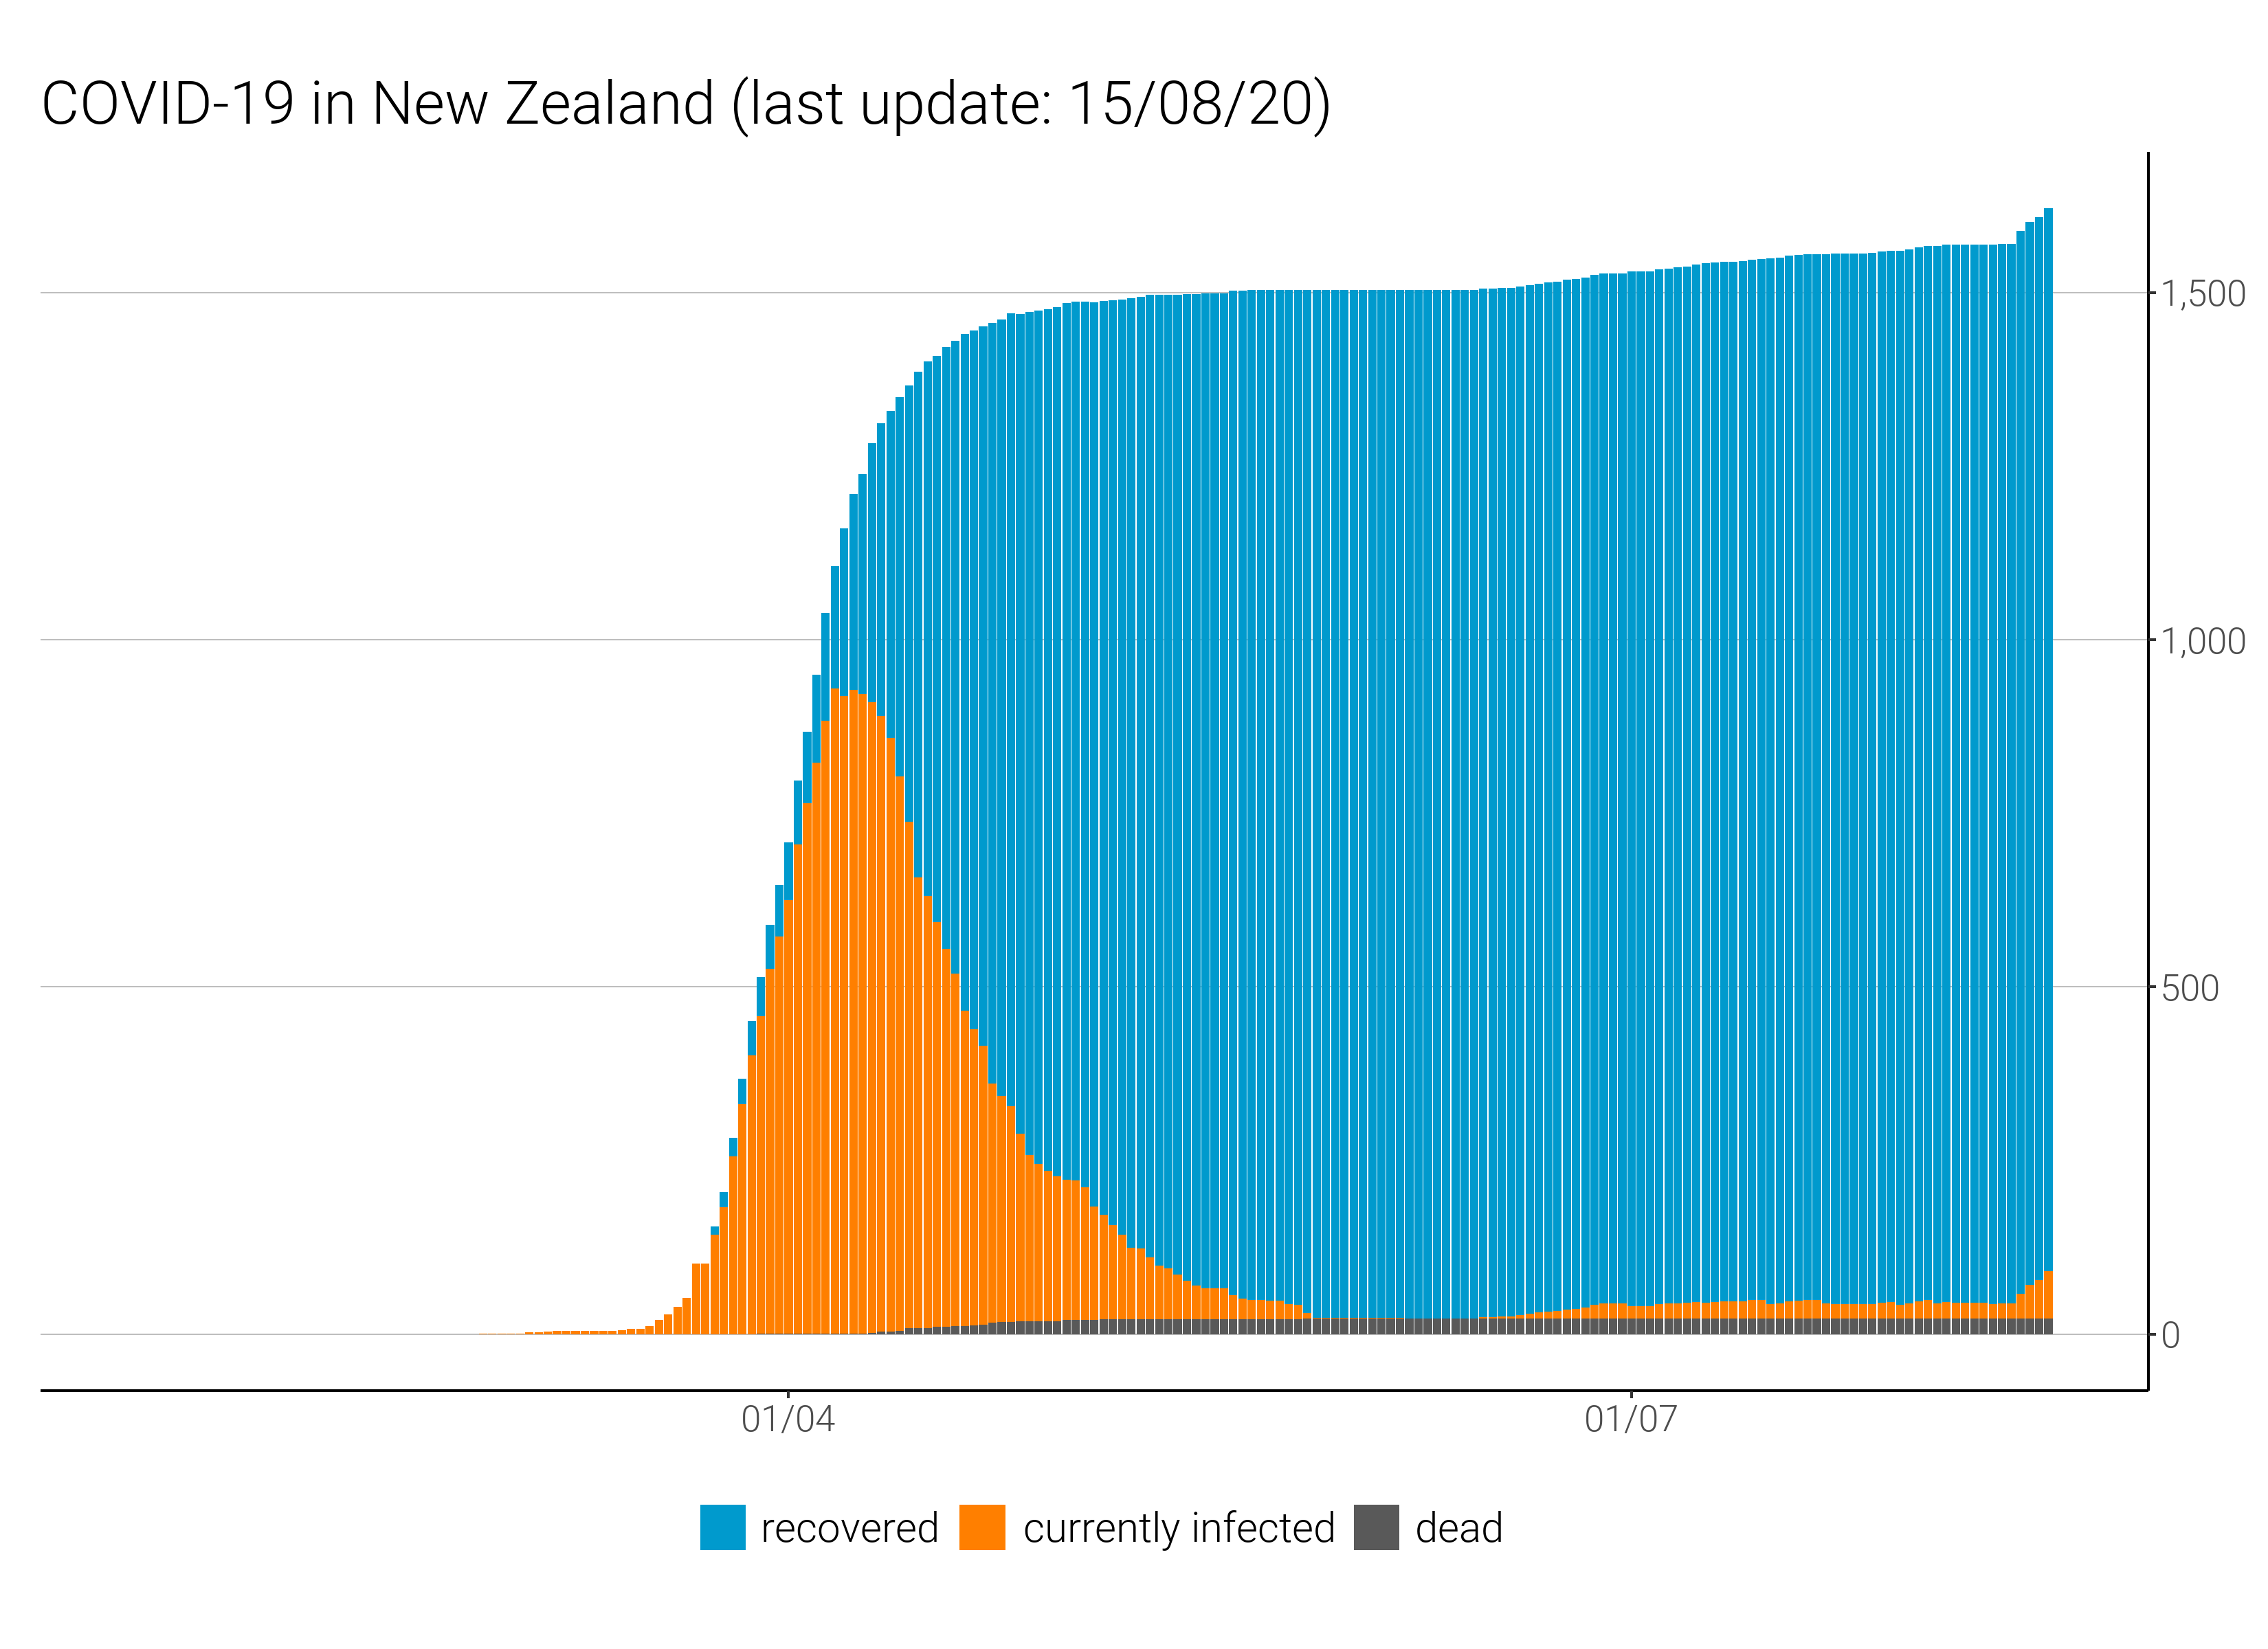 COVID-19 in New Zealand (last update: 15/08/20)
1,500
1,000
500
0
01/04 01/07
recovered currently infected dead